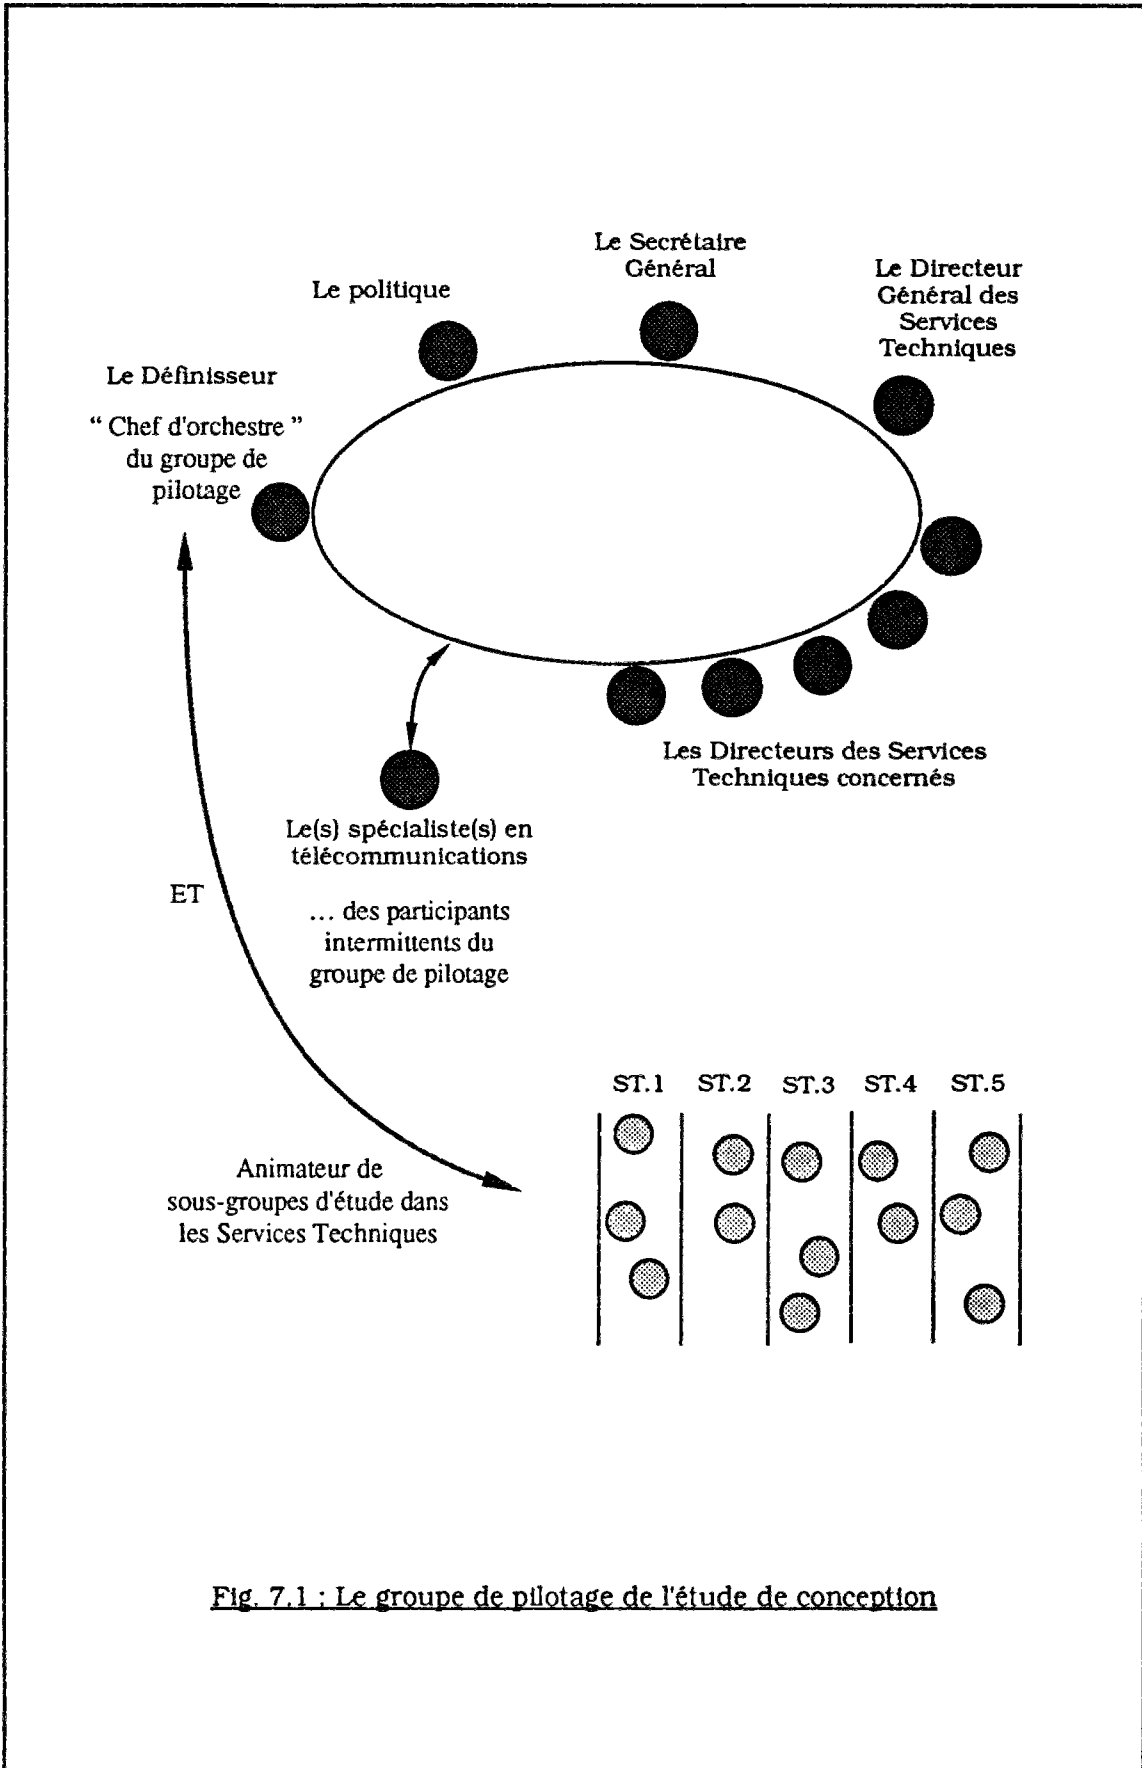 Le Secrétaire
Général
Le politique
Le Directeur
Général des
Services
Techniques
Le Définisseur
“ Chef d'orchestre ”
du groupe de
pilotage
Les Directeurs des Services
Techniques concernés
Le(s) spécialiste(s) en
télécommunications
... des participants
intermittents du
groupe de pilotage
ET
ST.1 ST.2 ST.3 ST.4 ST.5
Animateur de
sous-groupes d'étude dans
les Services Techniques
Fig. 7.1 : Le groupe de pilotage de l'étude de conception